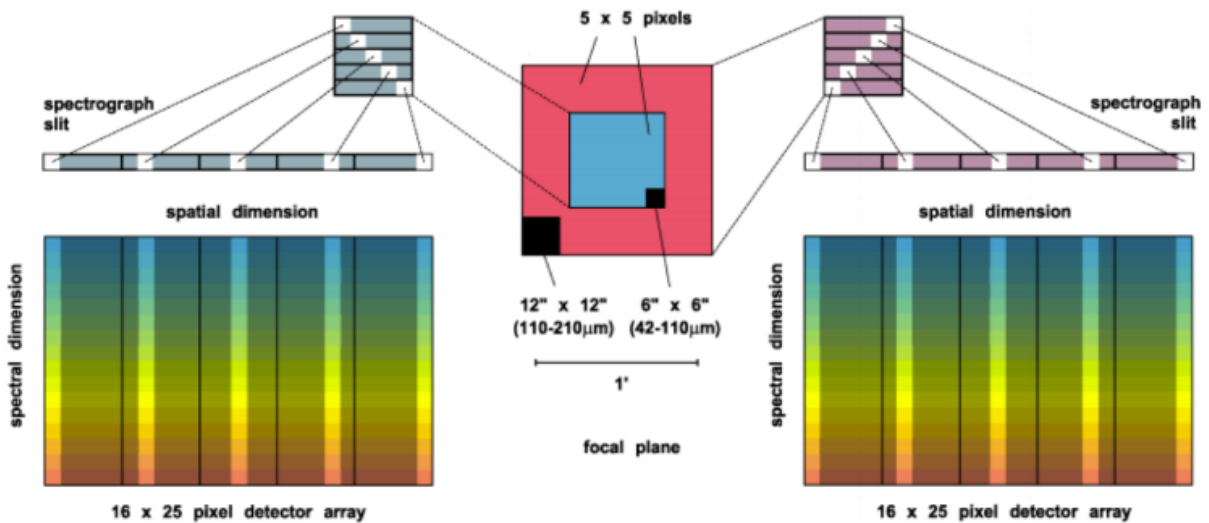 5 x 5 pixels
spectrograph
slit
spectrograph
slit
spatial dimension
spatial dimension
spectral dimension
12" x 12"
(110-210μm)
6" x 6"
(42-110μm)
1'
focal plane
spectral dimension
16 x 25 pixel detector array
16 x 25 pixel detector array